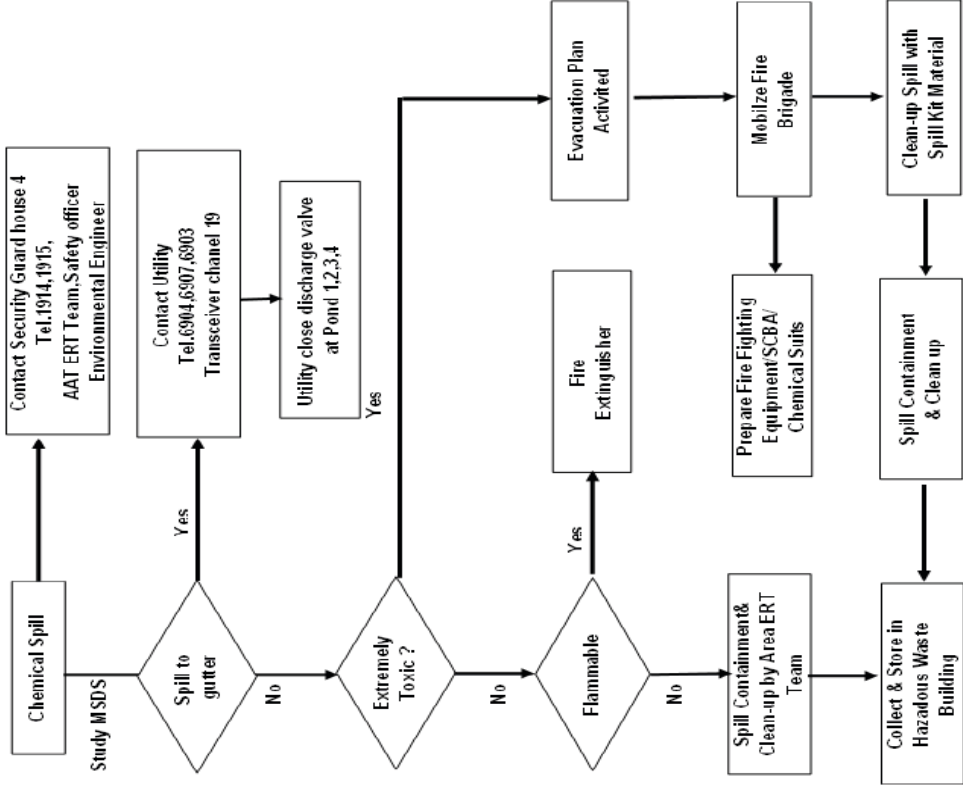 Chemical Spill
Contact Security Guard house 4
Tel.1914,1915,
AAT ERT Team,Safety officer
Environmental Engineer
Study MSDS
Spill to
gutter
Yes
Contact Utility
Tel.6904,6907,6903
Transceiver chanel 19
Utility close discharge valve
at Pond 1,2,3,4
No
Extremely
Toxic ?
Yes
Evacuation Plan
Activited
No
Flammable
Yes
Fire
Extinguisher
Mobilze Fire
Brigade
Prepare Fire Fighting
Equipment/SCBA/
Chemical Suits
No
Spill Containment&
Clean-up by Area ERT
Team
Clean-up Spill with
Spill Kit Material
Spill Containment
& Clean up
Collect & Store in
Hazadous Waste
Building